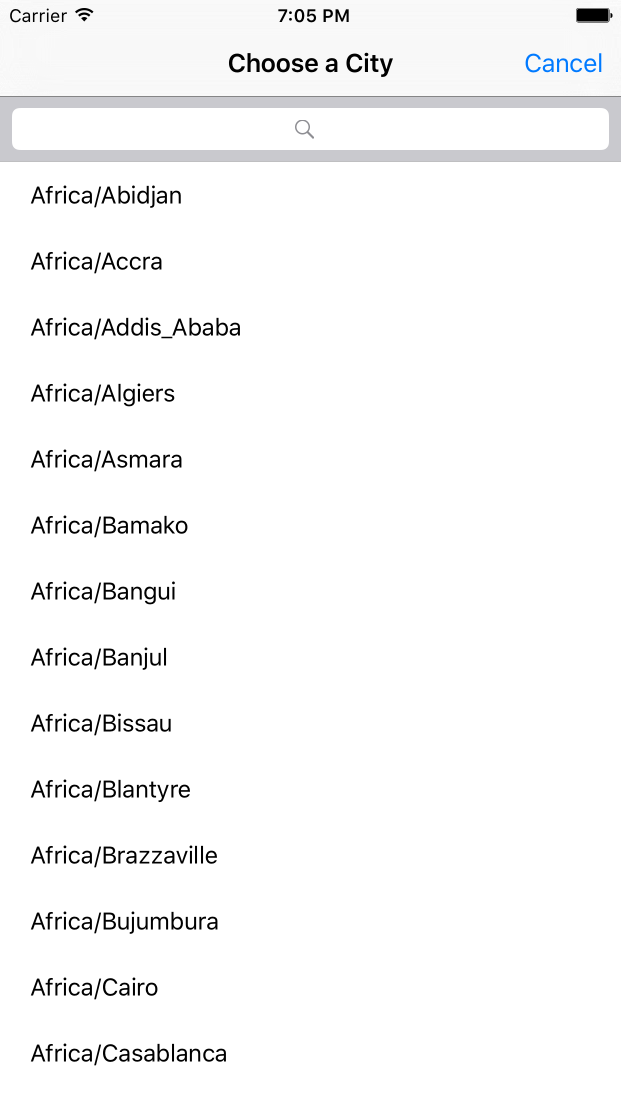 Carrier 7:05 PM
Choose a City Cancel
Africa/Abidjan
Africa/Accra
Africa/Addis_Ababa
Africa/Algiers
Africa/Asmara
Africa/Bamako
Africa/Bangui
Africa/Banjul
Africa/Bissau
Africa/Blantyre
Africa/Brazzaville
Africa/Bujumbura
Africa/Cairo
Africa/Casablanca